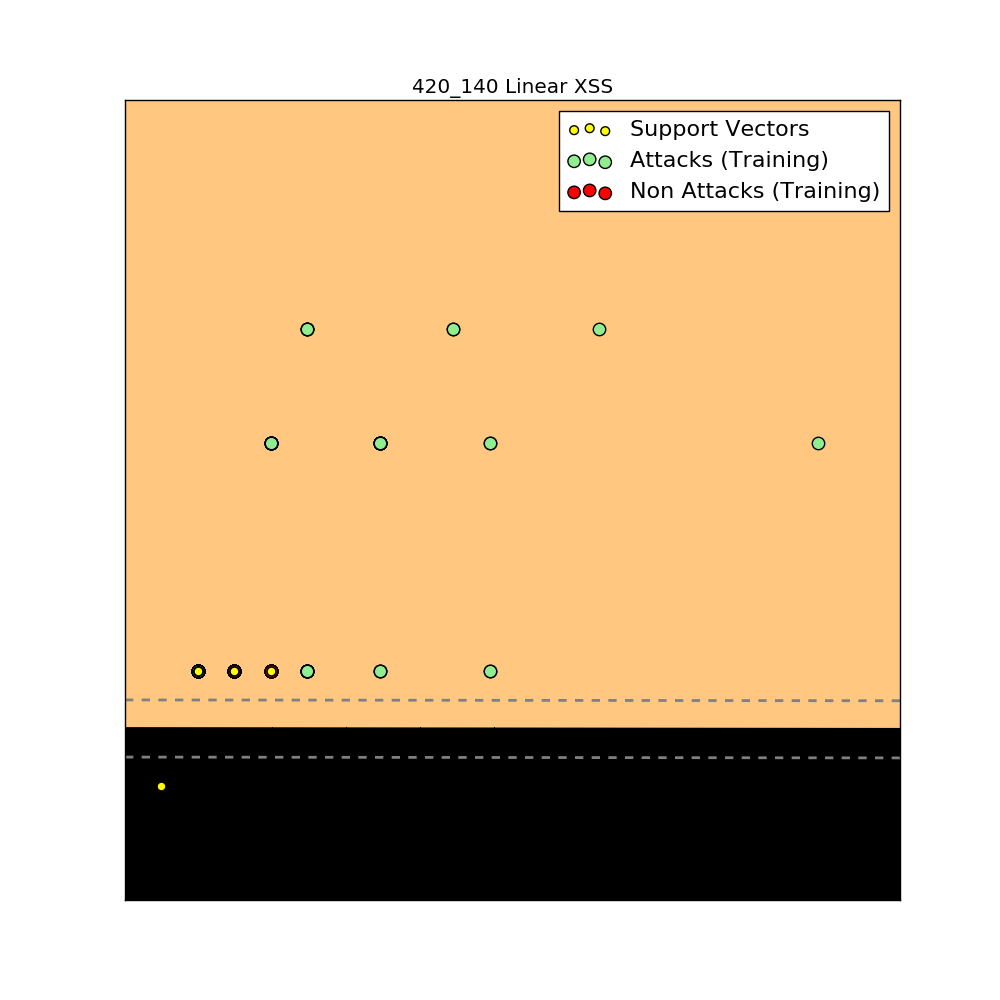 420_140 Linear XSS
Support Vectors
Attacks (Training)
Non Attacks (Training)